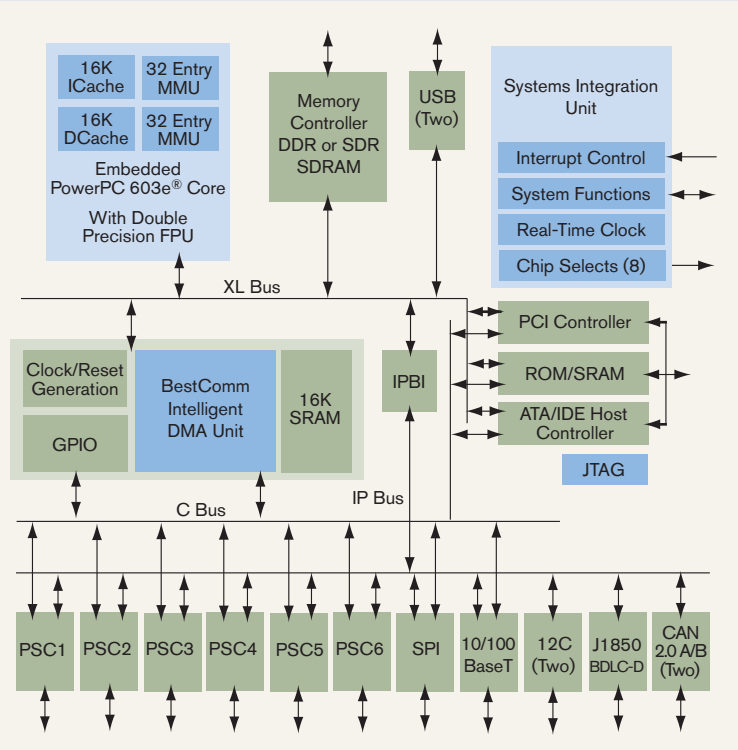 16K
ICache
32 Entry
MMU
16K
DCache
32 Entry
MMU
Embedded
PowerPC 603e® Core
With Double
Precision FPU
Memory
Controller
DDR or SDR
SDRAM
USB
(Two)
Systems Integration
Unit
Interrupt Control
System Functions
Real-Time Clock
Chip Selects (8)
XL Bus
Clock/Reset
Generation
GPIO
BestComm
Intelligent
DMA Unit
16K
SRAM
IPBI
PCI Controller
ROM/SRAM
ATA/IDE Host
Controller
JTAG
IP Bus
C Bus
PSC1
PSC2
PSC3
PSC4
PSC5
PSC6
SPI
10/100
BaseT
12C
(Two)
J1850
BDLC-D
CAN
2.0 A/B
(Two)